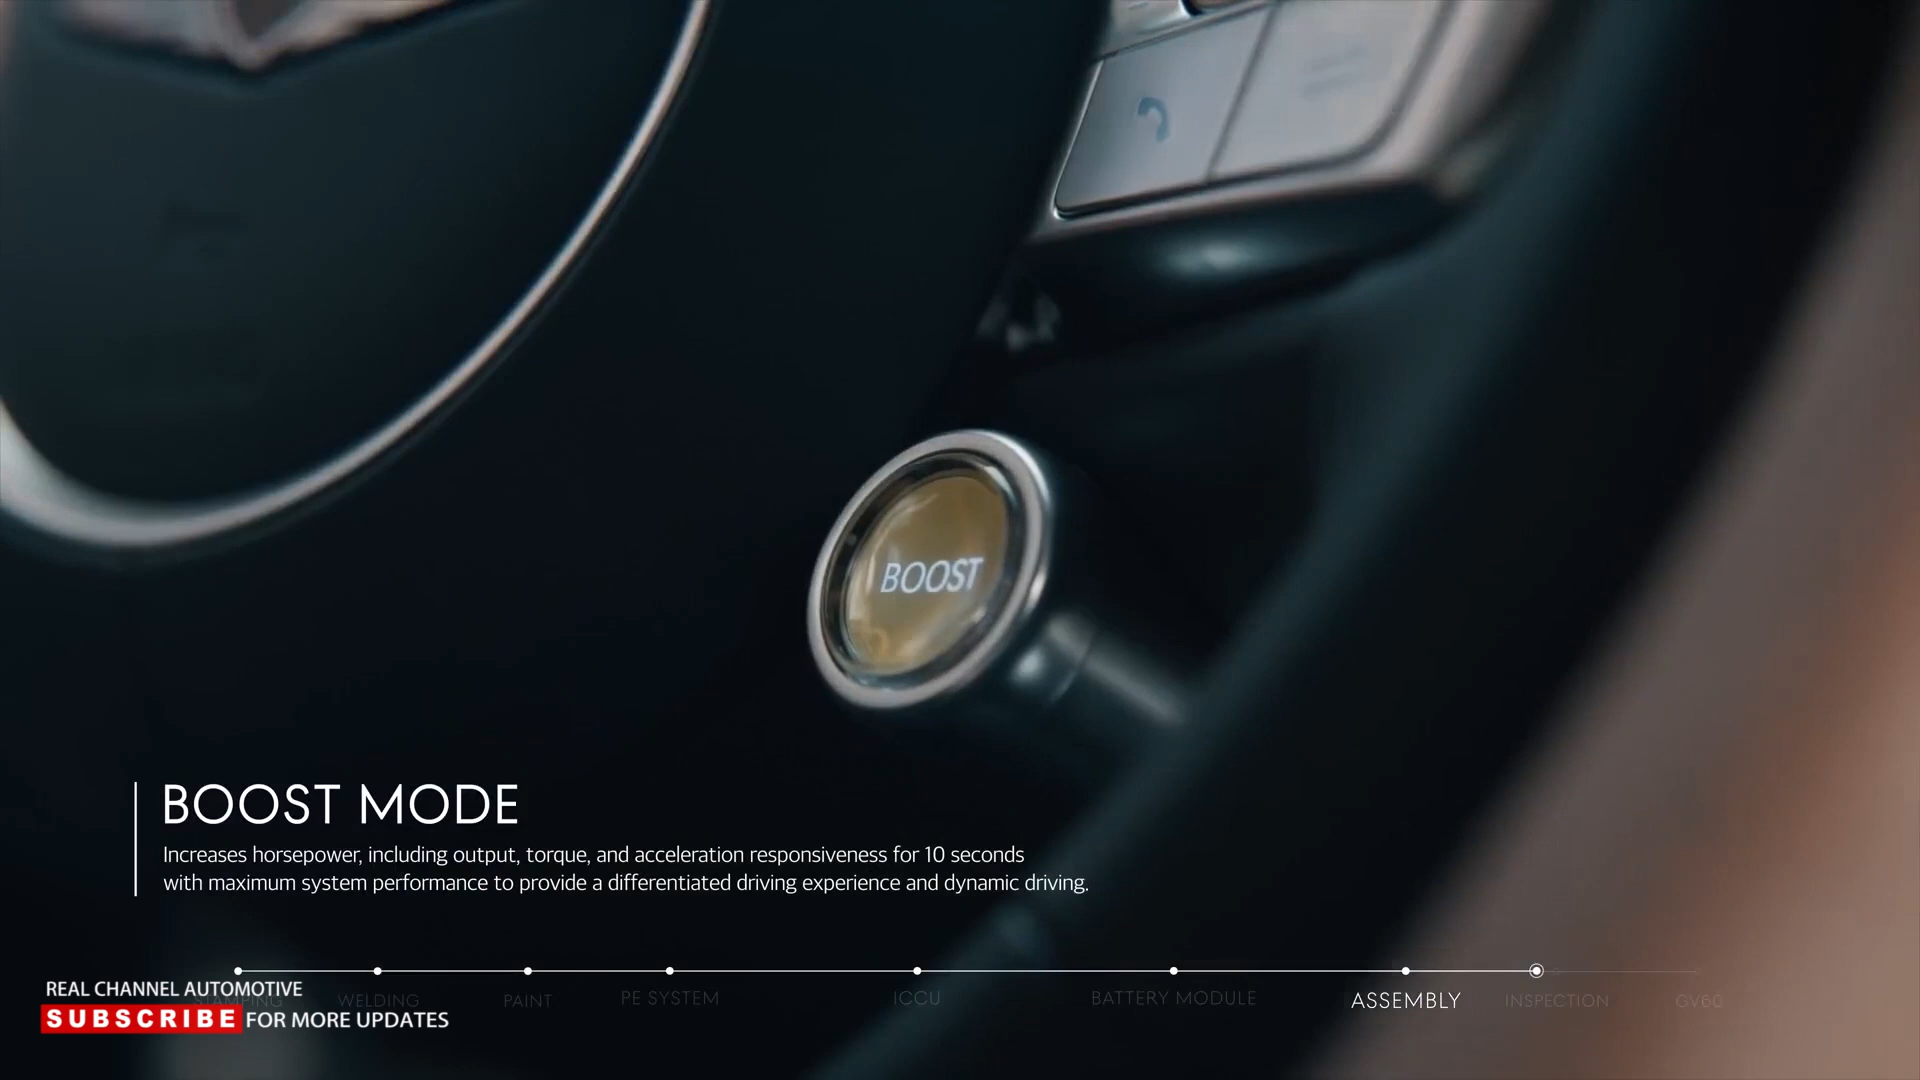 BOOST
BOOST MODE
Increases horsepower, including output, torque, and acceleration responsiveness for 10 seconds
with maximum system performance to provide a differentiated driving experience and dynamic driving.
REAL CHANNEL AUTOMOTIVE
SUBSCRIBE FOR MORE UPDATES
STAMPING WELDING PAINT PE SYSTEM ICCU BATTERY MODULE ASSEMBLY INSPECTION GV60